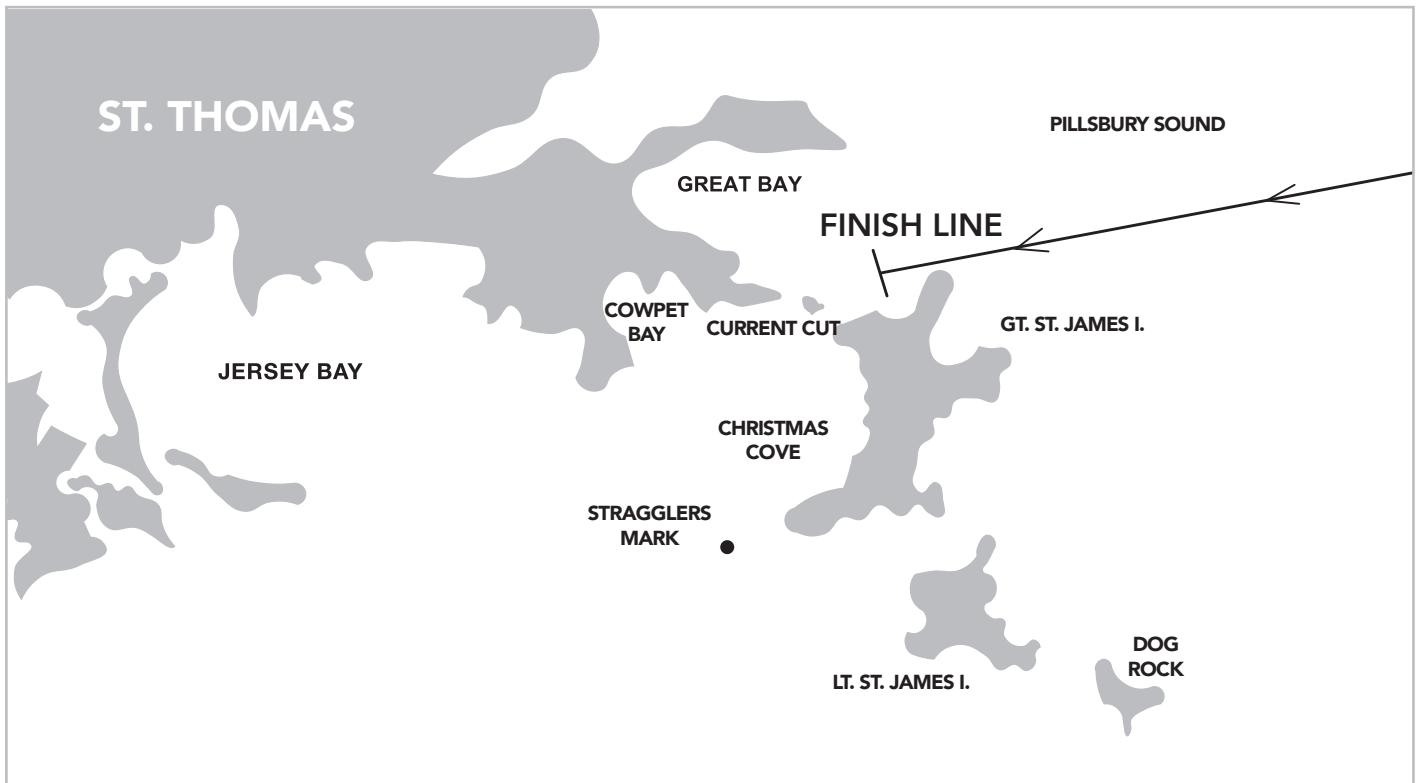 ST. THOMAS
PILLSBURY SOUND
GREAT BAY
FINISH LINE
COWPET
BAY
CURRENT CUT
GT. ST. JAMES I.
JERSEY BAY
CHRISTMAS
COVE
STRAGGLERS
MARK
DOG
ROCK
LT. ST. JAMES I.